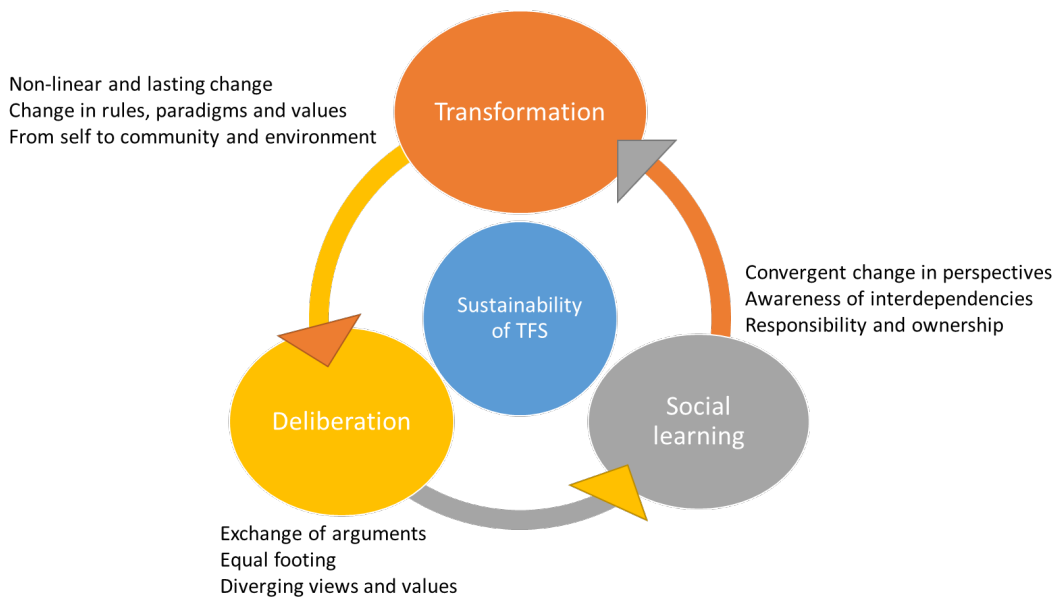 Non-linear and lasting change
Change in rules, paradigms and values
From self to community and environment
Transformation
Sustainability
of TFS
Convergent change in perspectives
Awareness of interdependencies
Responsibility and ownership
Deliberation
Social
learning
Exchange of arguments
Equal footing
Diverging views and values